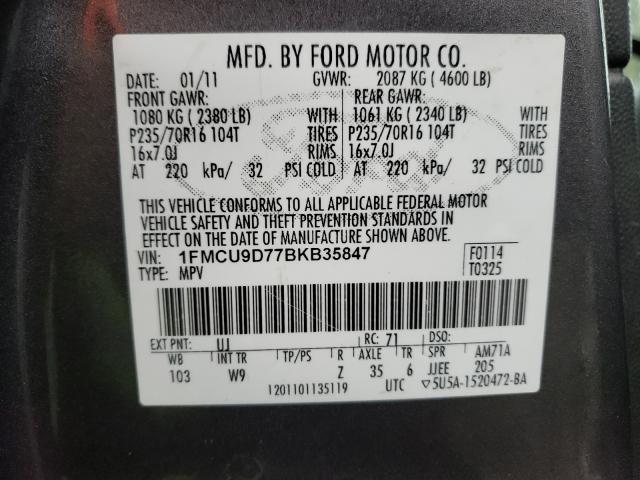 MFD. BY FORD MOTOR CO.
DATE: 01/11 GVWR: 2087 KG ( 4600 LB)
FRONT GAWR: REAR GAWR:
1080 KG ( 2380 LB) WITH 1061 KG ( 2340 LB) WITH
P235/70R16 104T TIRES P235/70R16 104T TIRES
16x7.0J RIMS 16x7.0J RIMS
AT 220 kPa/ 32 PSI COLD AT 220 kPa/ 32 PSI COLD
THIS VEHICLE CONFORMS TO ALL APPLICABLE FEDERAL MOTOR
VEHICLE SAFETY AND THEFT PREVENTION STANDARDS IN
EFFECT ON THE DATE OF MANUFACTURE SHOWN ABOVE.
VIN: 1FMCU9D77BKB35847 F0114
TYPE: MPV T0325
EXT PNT: UJ RC: 71 DSO:
WB INT TR TP/PS R AXLE TR SPR AM71A
103 W9 Z 35 6 JJEE 205
1201101135119 UTC ▽5U5A-1520472-BA